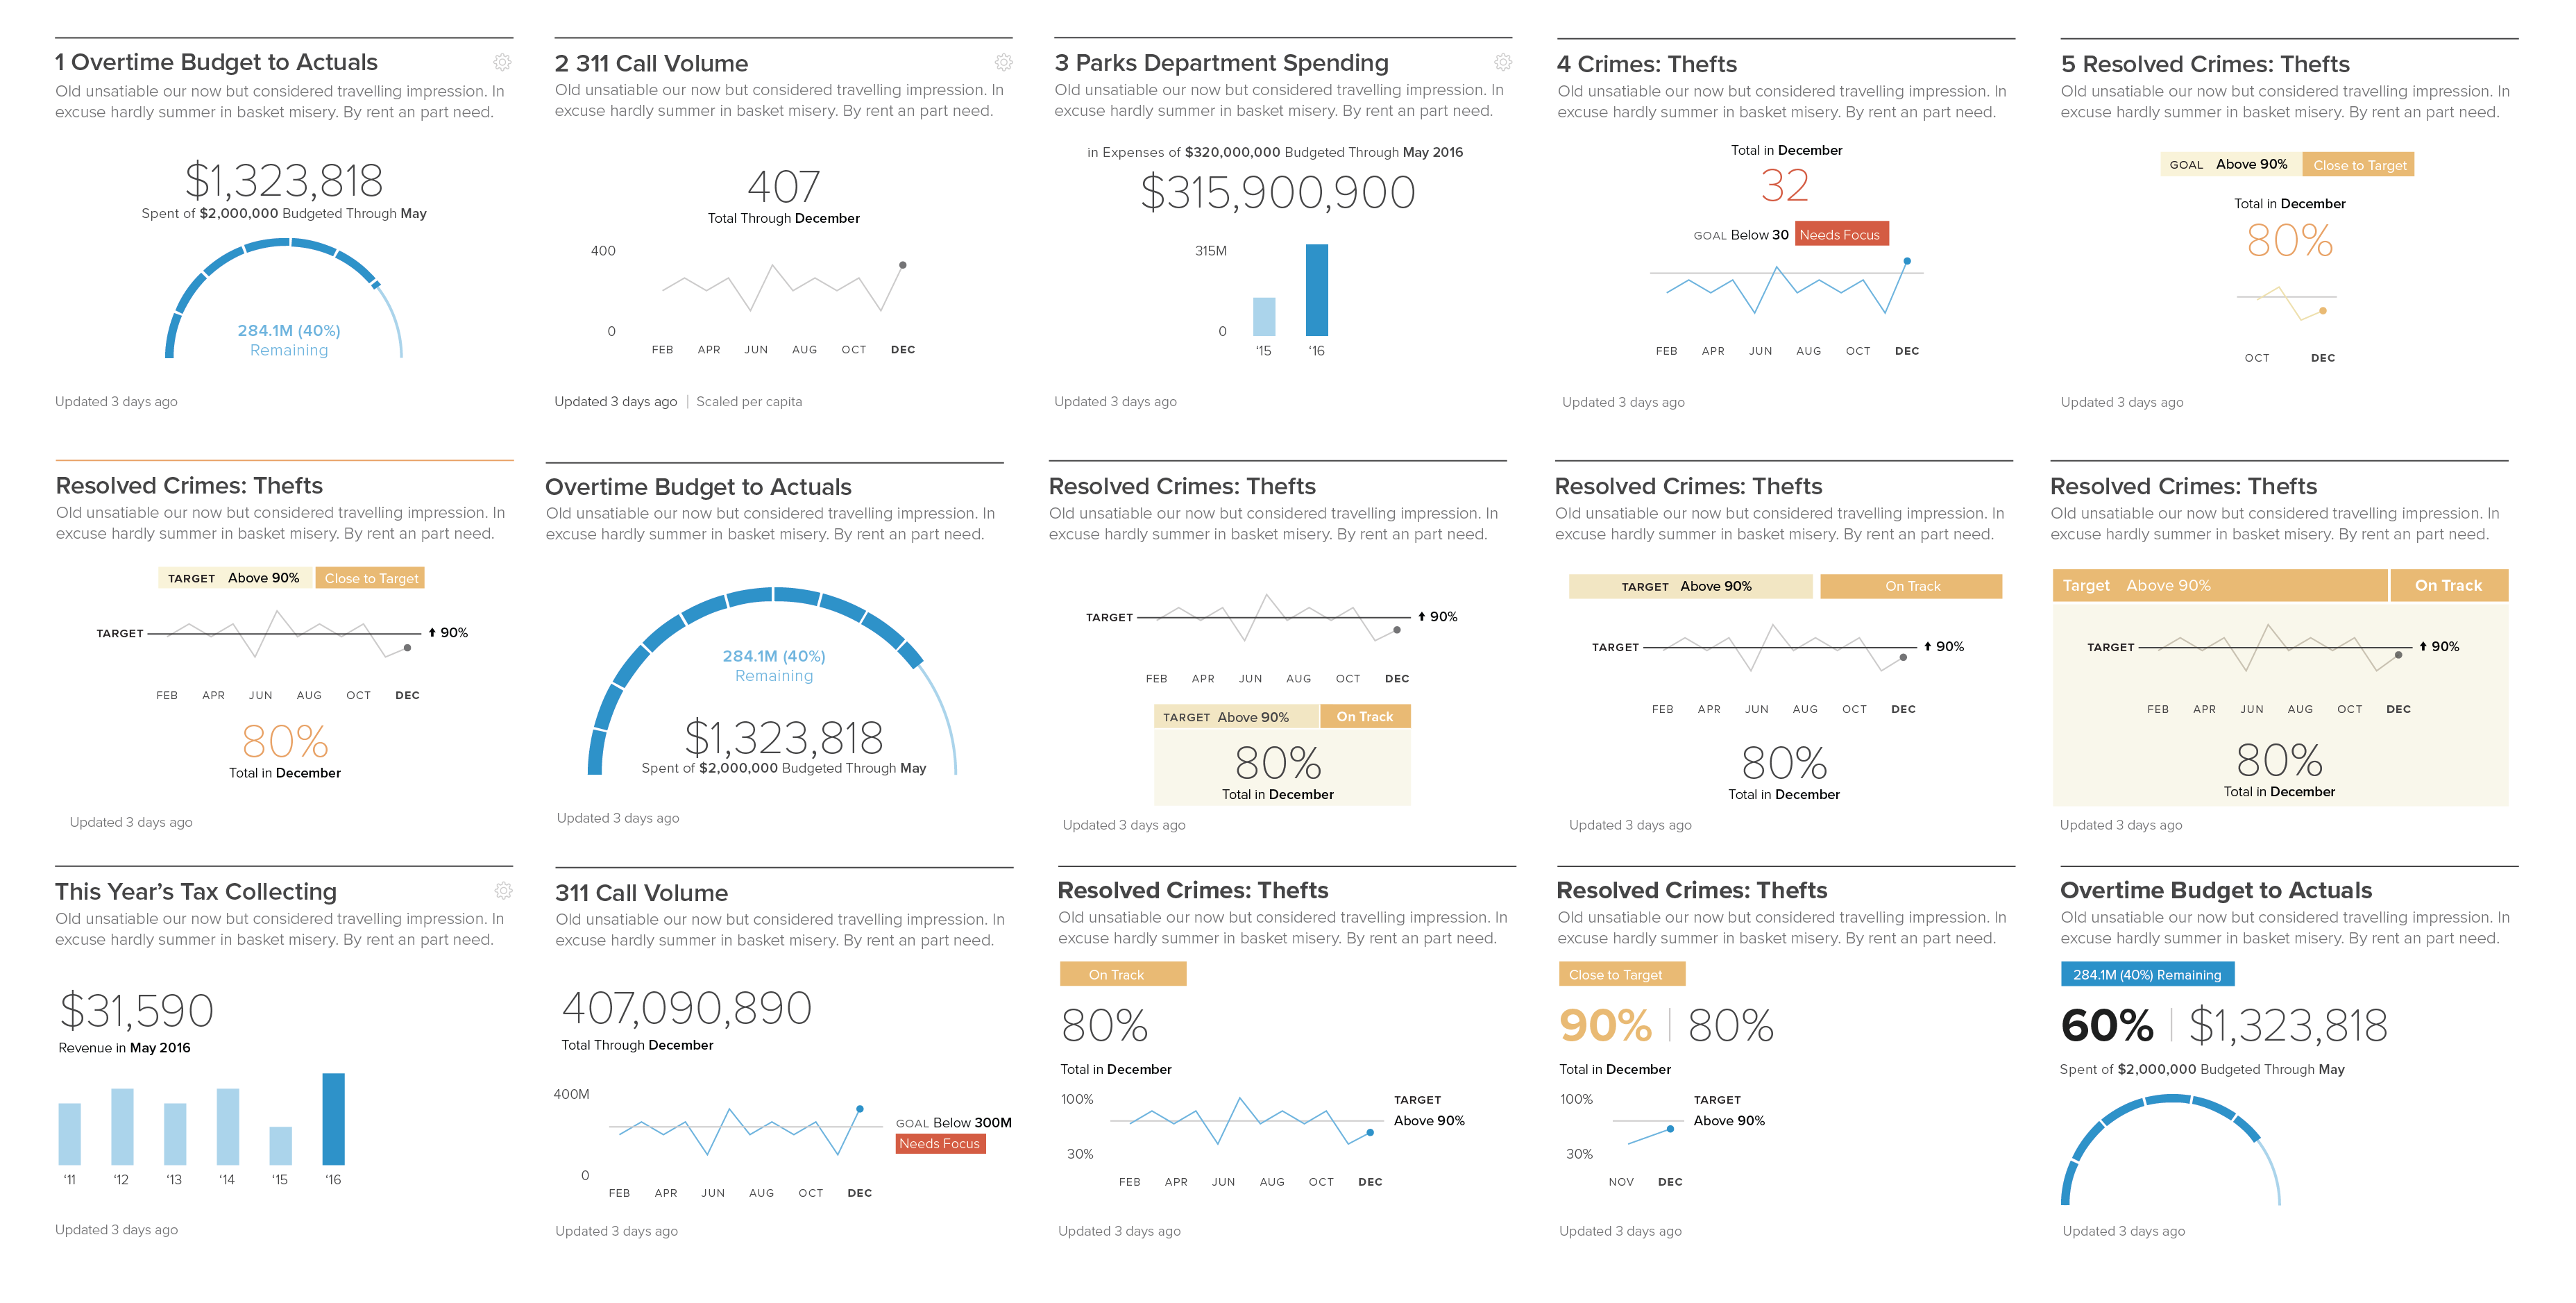 1 Overtime Budget to Actuals
Old unsatiable our now but considered travelling impression. In
excuse hardly summer in basket misery. By rent an part need.
$1,323,818
Spent of $2,000,000 Budgeted Through May
284.1M (40%)
Remaining
Updated 3 days ago
2 311 Call Volume
Old unsatiable our now but considered travelling impression. In
excuse hardly summer in basket misery. By rent an part need.
407
Total Through December
400
0
FEB APR JUN AUG OCT DEC
Updated 3 days ago | Scaled per capita
3 Parks Department Spending
Old unsatiable our now but considered travelling impression. In
excuse hardly summer in basket misery. By rent an part need.
in Expenses of $320,000,000 Budgeted Through May 2016
$315,900,900
315M
0
‘15 ‘16
Updated 3 days ago
4 Crimes: Thefts
Old unsatiable our now but considered travelling impression. In
excuse hardly summer in basket misery. By rent an part need.
Total in December
32
GOAL Below 30 Needs Focus
FEB APR JUN AUG OCT DEC
Updated 3 days ago
5 Resolved Crimes: Thefts
Old unsatiable our now but considered travelling impression. In
excuse hardly summer in basket misery. By rent an part need.
GOAL Above 90% Close to Target
Total in December
80%
OCT DEC
Updated 3 days ago
Resolved Crimes: Thefts
Old unsatiable our now but considered travelling impression. In
excuse hardly summer in basket misery. By rent an part need.
TARGET Above 90% Close to Target
TARGET 90%
FEB APR JUN AUG OCT DEC
80%
Total in December
Updated 3 days ago
Overtime Budget to Actuals
Old unsatiable our now but considered travelling impression. In
excuse hardly summer in basket misery. By rent an part need.
284.1M (40%)
Remaining
$1,323,818
Spent of $2,000,000 Budgeted Through May
Updated 3 days ago
Resolved Crimes: Thefts
Old unsatiable our now but considered travelling impression. In
excuse hardly summer in basket misery. By rent an part need.
TARGET 90%
FEB APR JUN AUG OCT DEC
TARGET Above 90% On Track
80%
Total in December
Updated 3 days ago
Resolved Crimes: Thefts
Old unsatiable our now but considered travelling impression. In
excuse hardly summer in basket misery. By rent an part need.
TARGET Above 90% On Track
TARGET 90%
FEB APR JUN AUG OCT DEC
80%
Total in December
Updated 3 days ago
Resolved Crimes: Thefts
Old unsatiable our now but considered travelling impression. In
excuse hardly summer in basket misery. By rent an part need.
Target Above 90% On Track
TARGET 90%
FEB APR JUN AUG OCT DEC
80%
Total in December
Updated 3 days ago
This Year’s Tax Collecting
Old unsatiable our now but considered travelling impression. In
excuse hardly summer in basket misery. By rent an part need.
$31,590
Revenue in May 2016
‘11 ‘12 ‘13 ‘14 ‘15 ‘16
Updated 3 days ago
311 Call Volume
Old unsatiable our now but considered travelling impression. In
excuse hardly summer in basket misery. By rent an part need.
407,090,890
Total Through December
400M
GOAL Below 300M
Needs Focus
0
FEB APR JUN AUG OCT DEC
Updated 3 days ago
Resolved Crimes: Thefts
Old unsatiable our now but considered travelling impression. In
excuse hardly summer in basket misery. By rent an part need.
On Track
80%
Total in December
100%
TARGET
Above 90%
30%
FEB APR JUN AUG OCT DEC
Updated 3 days ago
Resolved Crimes: Thefts
Old unsatiable our now but considered travelling impression. In
excuse hardly summer in basket misery. By rent an part need.
Close to Target
90% | 80%
Total in December
100%
TARGET
Above 90%
30%
NOV DEC
Updated 3 days ago
Overtime Budget to Actuals
Old unsatiable our now but considered travelling impression. In
excuse hardly summer in basket misery. By rent an part need.
284.1M (40%) Remaining
60% | $1,323,818
Spent of $2,000,000 Budgeted Through May
Updated 3 days ago